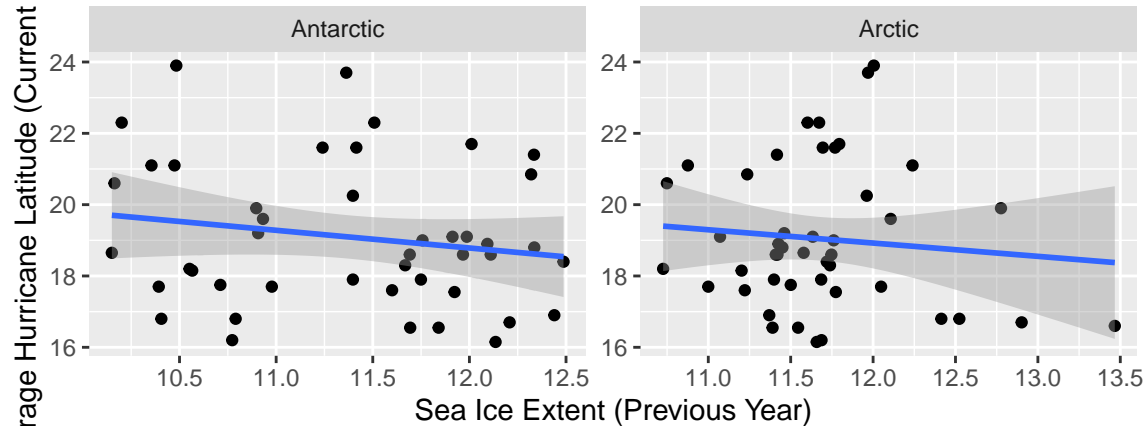 Antarctic Arctic
24 24
22 22
20 20
18 18
16 16
10.5 11.0 11.5 12.0 12.5 11.0 11.5 12.0 12.5 13.0 13.5
Sea Ice Extent (Previous Year)
rage Hurricane Latitude (Current